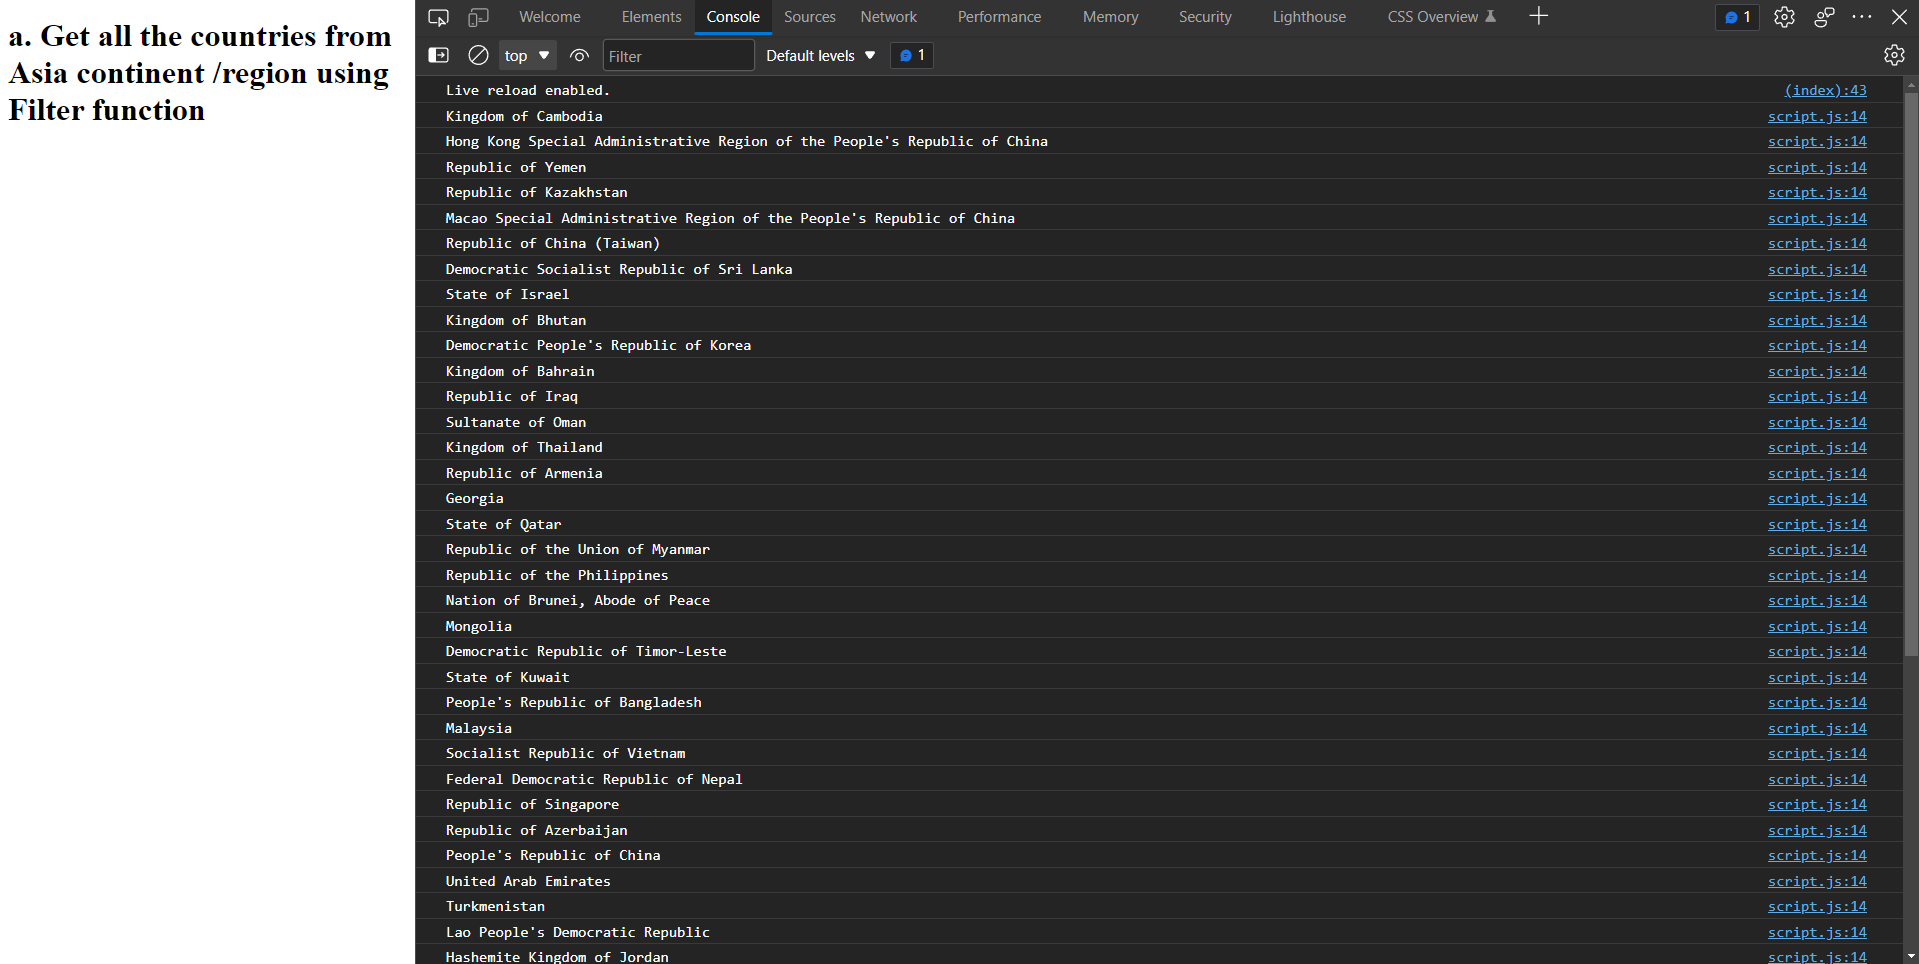 a. Get all the countries from
Asia continent /region using
Filter function
Welcome Elements Console Sources Network Performance Memory Security Lighthouse CSS Overview 1
top Filter Default levels 1
Live reload enabled. (index):43
Kingdom of Cambodia script.js:14
Hong Kong Special Administrative Region of the People's Republic of China script.js:14
Republic of Yemen script.js:14
Republic of Kazakhstan script.js:14
Macao Special Administrative Region of the People's Republic of China script.js:14
Republic of China (Taiwan) script.js:14
Democratic Socialist Republic of Sri Lanka script.js:14
State of Israel script.js:14
Kingdom of Bhutan script.js:14
Democratic People's Republic of Korea script.js:14
Kingdom of Bahrain script.js:14
Republic of Iraq script.js:14
Sultanate of Oman script.js:14
Kingdom of Thailand script.js:14
Republic of Armenia script.js:14
Georgia script.js:14
State of Qatar script.js:14
Republic of the Union of Myanmar script.js:14
Republic of the Philippines script.js:14
Nation of Brunei, Abode of Peace script.js:14
Mongolia script.js:14
Democratic Republic of Timor-Leste script.js:14
State of Kuwait script.js:14
People's Republic of Bangladesh script.js:14
Malaysia script.js:14
Socialist Republic of Vietnam script.js:14
Federal Democratic Republic of Nepal script.js:14
Republic of Singapore script.js:14
Republic of Azerbaijan script.js:14
People's Republic of China script.js:14
United Arab Emirates script.js:14
Turkmenistan script.js:14
Lao People's Democratic Republic script.js:14
Hashemite Kingdom of Jordan script.js:14